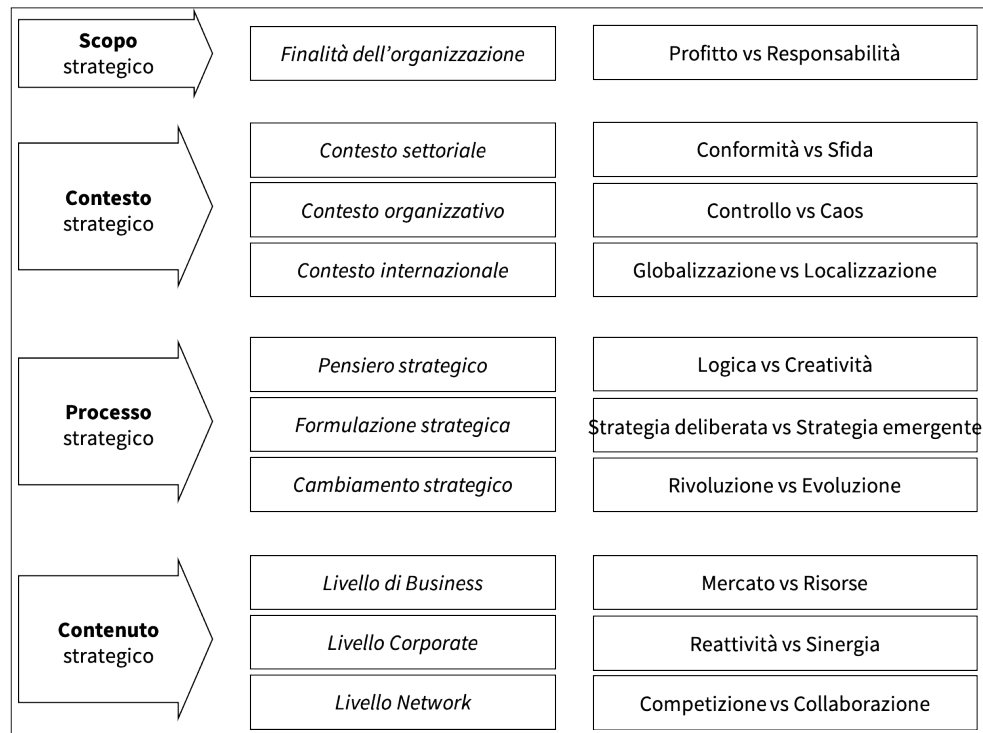 Scopo
strategico
Finalità dell’organizzazione
Profitto vs Responsabilità
Contesto
strategico
Contesto settoriale
Conformità vs Sfida
Contesto organizzativo
Controllo vs Caos
Contesto internazionale
Globalizzazione vs Localizzazione
Processo
strategico
Pensiero strategico
Logica vs Creatività
Formulazione strategica
Strategia deliberata vs Strategia emergente
Cambiamento strategico
Rivoluzione vs Evoluzione
Contenuto
strategico
Livello di Business
Mercato vs Risorse
Livello Corporate
Reattività vs Sinergia
Livello Network
Competizione vs Collaborazione